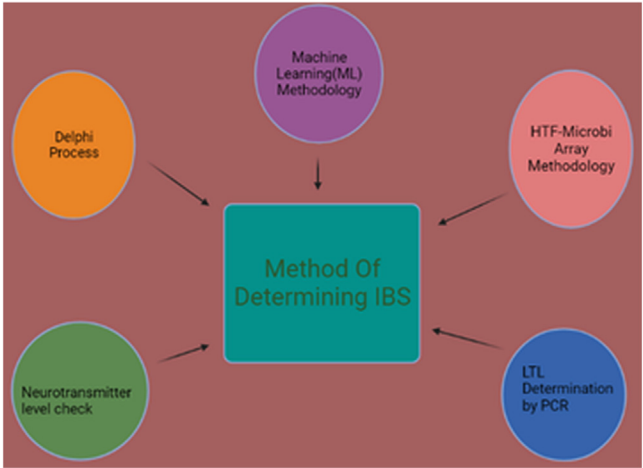 Machine
Learning(ML)
Methodology
Delphi
Process
HTF-Microbi
Array
Methodology
Method Of
Determining IBS
Neurotransmitter
level check
LTL
Determination
by PCR